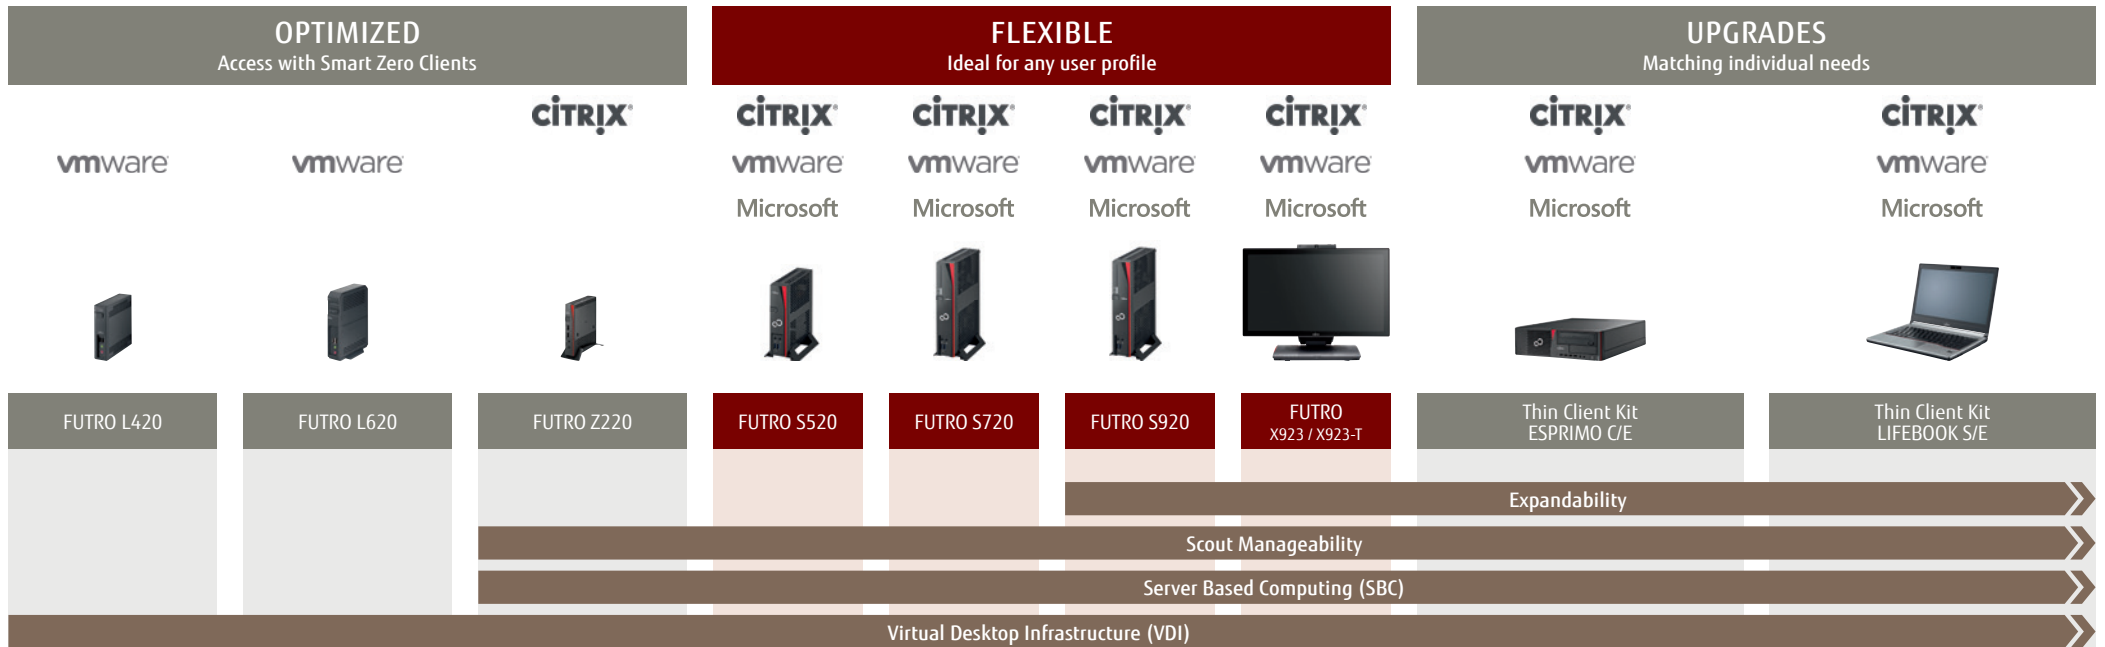 OPTIMIZED
Access with Smart Zero Clients
FLEXIBLE
Ideal for any user profile
UPGRADES
Matching individual needs
CITRIX CITRIX CITRIX CITRIX CITRIX CITRIX CITRIX
vmware vmware vmware vmware vmware vmware vmware vmware
Microsoft Microsoft Microsoft Microsoft Microsoft Microsoft
FUTRO L420
FUTRO L620
FUTRO Z220
FUTRO S520
FUTRO S720
FUTRO S920
FUTRO
X923 / X923-T
Thin Client Kit
ESPRIMO C/E
Thin Client Kit
LIFEBOOK S/E
Expandability
Scout Manageability
Server Based Computing (SBC)
Virtual Desktop Infrastructure (VDI)